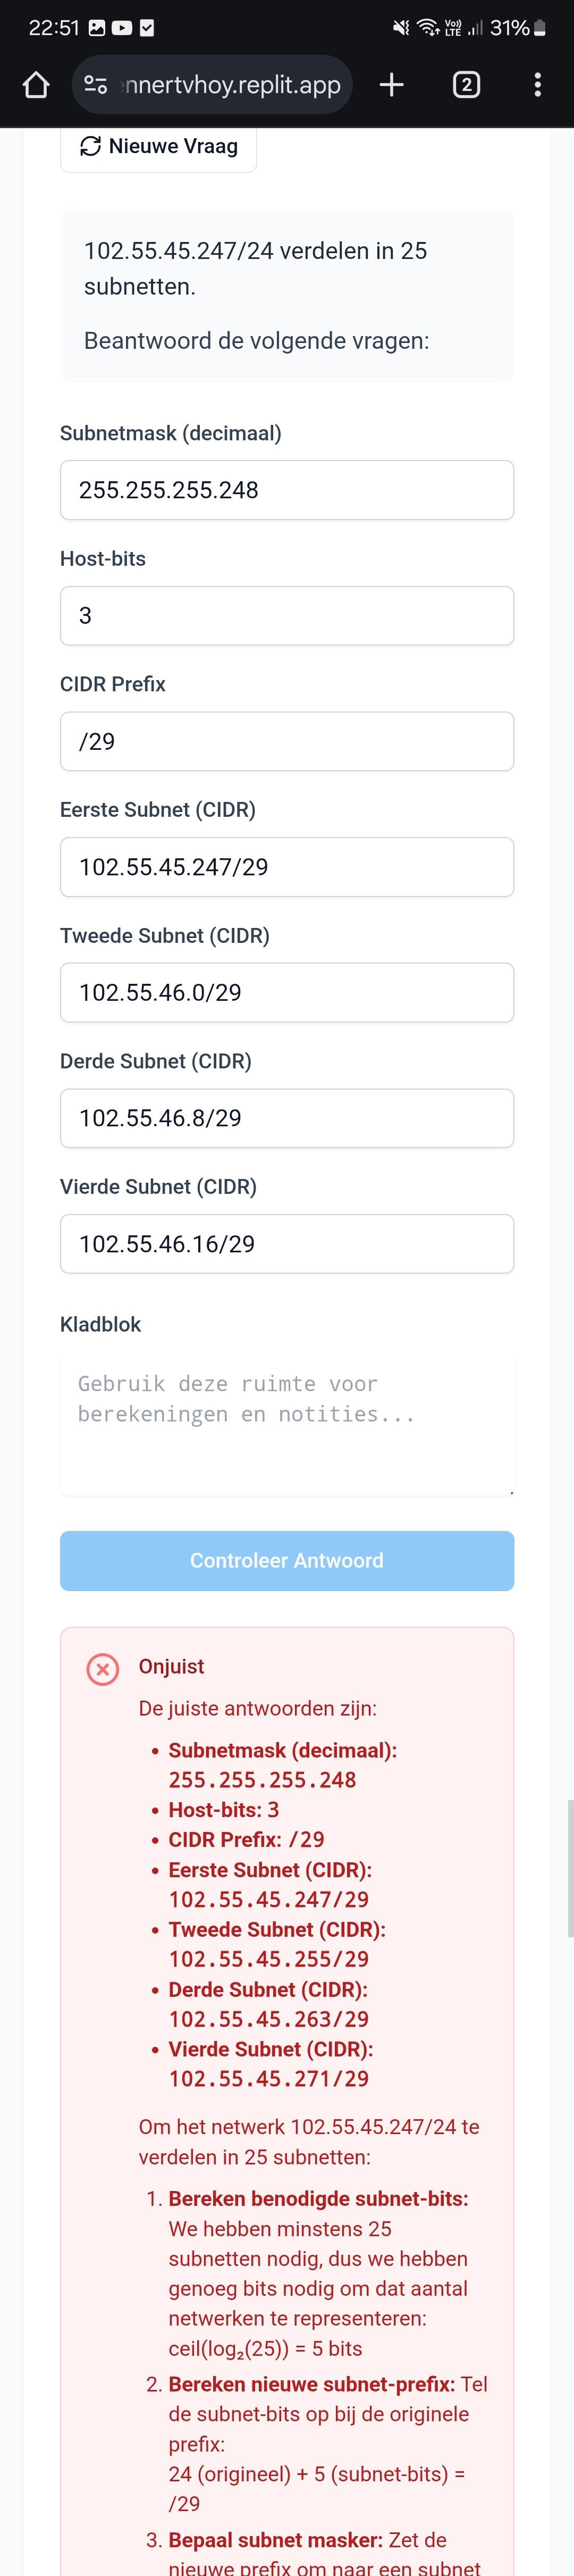 22:51
Vo))
LTE
31%
nnertvhoy.replit.app
2
Nieuwe Vraag
102.55.45.247/24 verdelen in 25
subnetten.
Beantwoord de volgende vragen:
Subnetmask (decimaal)
255.255.255.248
Host-bits
3
CIDR Prefix
/29
Eerste Subnet (CIDR)
102.55.45.247/29
Tweede Subnet (CIDR)
102.55.46.0/29
Derde Subnet (CIDR)
102.55.46.8/29
Vierde Subnet (CIDR)
102.55.46.16/29
Kladblok
Gebruik deze ruimte voor
berekeningen en notities...
Controleer Antwoord
Onjuist
De juiste antwoorden zijn:
• Subnetmask (decimaal):
255.255.255.248
• Host-bits: 3
• CIDR Prefix: /29
• Eerste Subnet (CIDR):
102.55.45.247/29
• Tweede Subnet (CIDR):
102.55.45.255/29
• Derde Subnet (CIDR):
102.55.45.263/29
• Vierde Subnet (CIDR):
102.55.45.271/29
Om het netwerk 102.55.45.247/24 te
verdelen in 25 subnetten:
1. Bereken benodigde subnet-bits:
We hebben minstens 25
subnetten nodig, dus we hebben
genoeg bits nodig om dat aantal
netwerken te representeren:
ceil(log₂(25)) = 5 bits
2. Bereken nieuwe subnet-prefix: Tel
de subnet-bits op bij de originele
prefix:
24 (origineel) + 5 (subnet-bits) =
/29
3. Bepaal subnet masker: Zet de
nieuwe prefix om naar een subnet